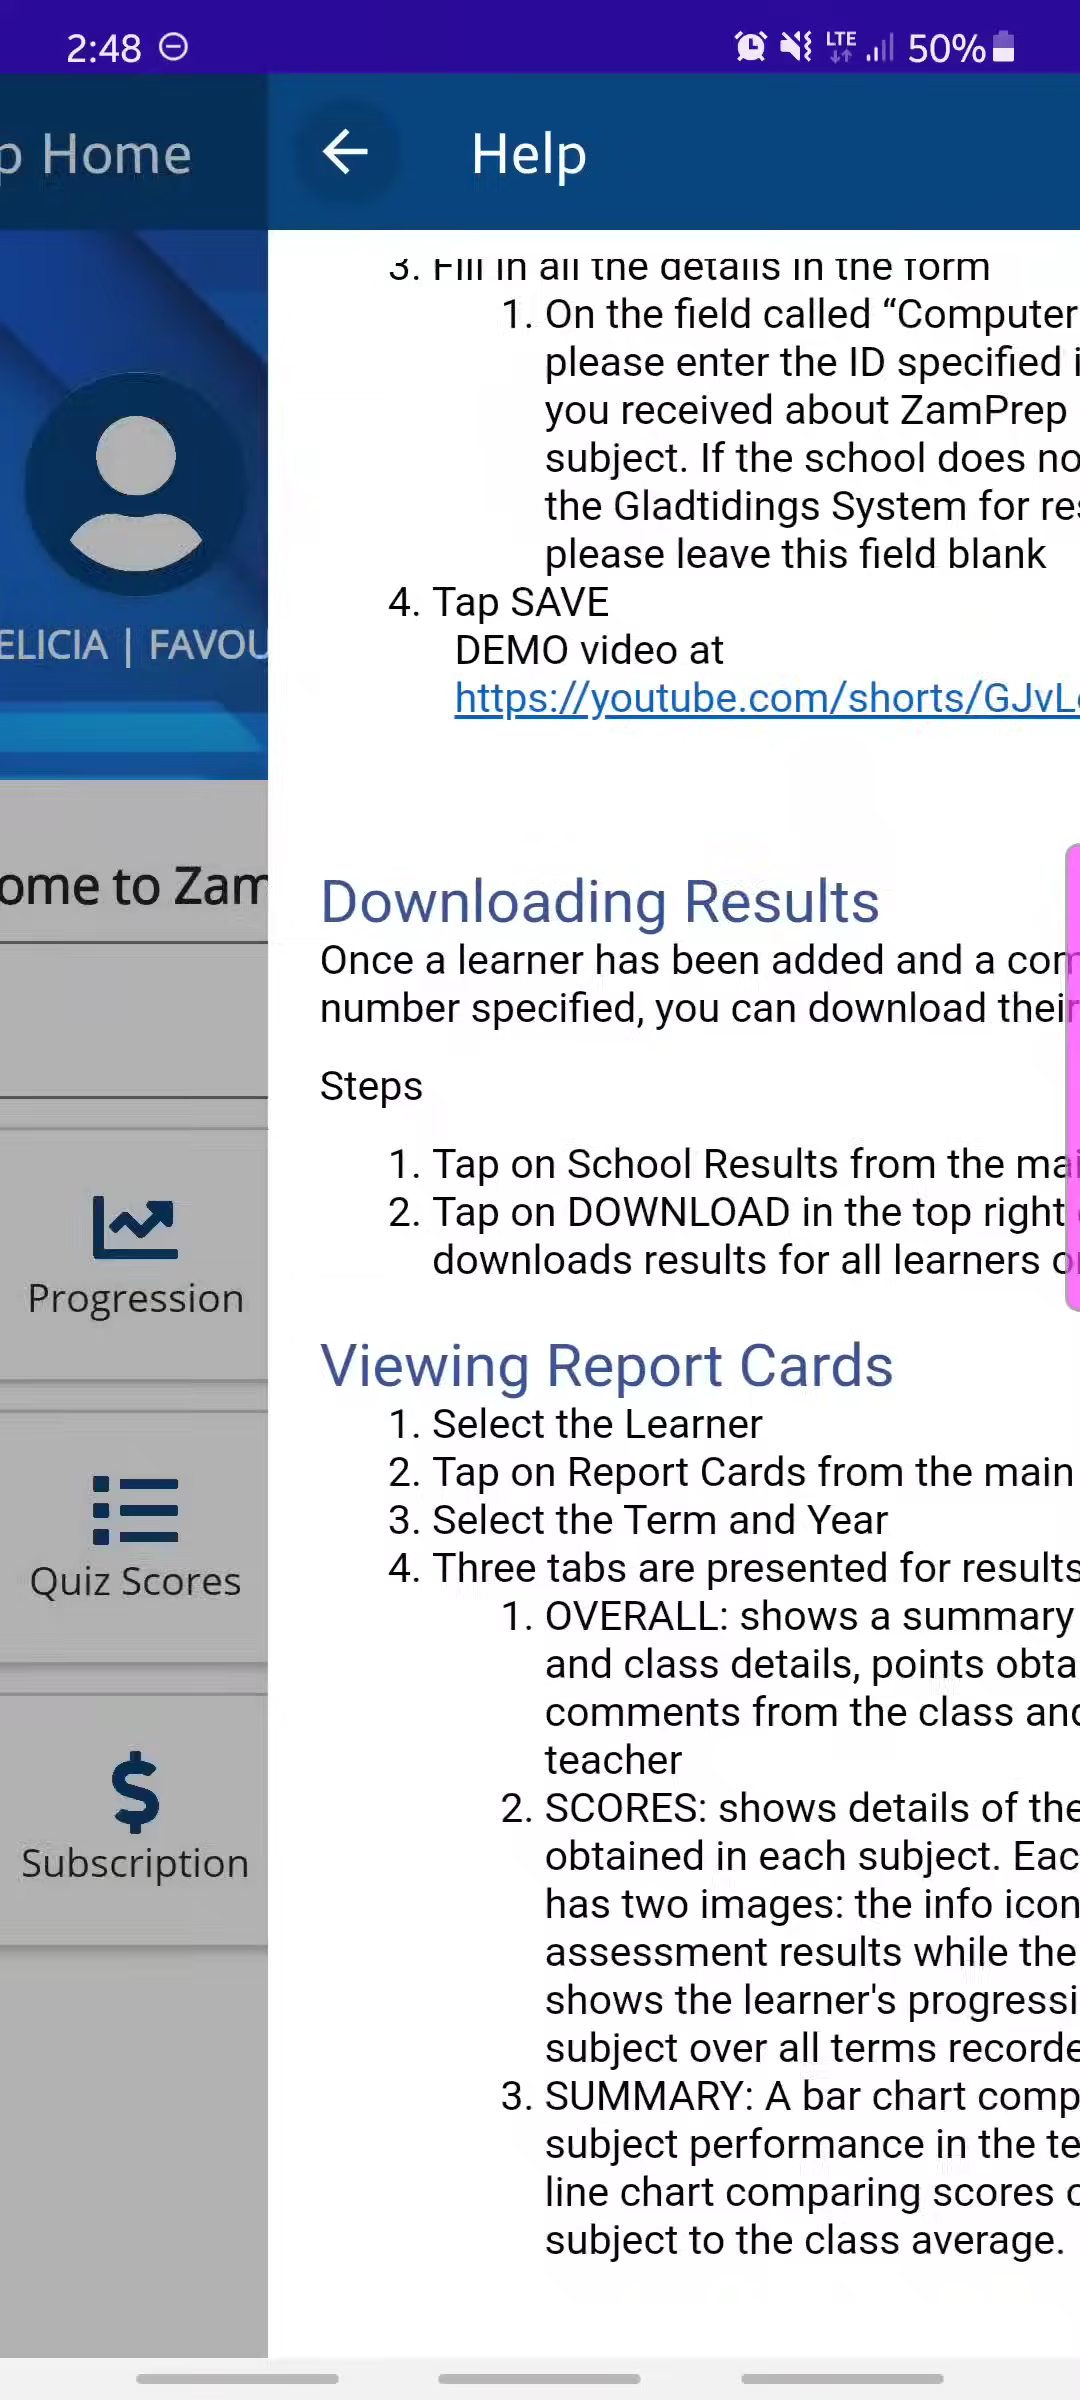 2:48 LTE 50%
Home
Help
3. Fill in all the details in the form
1. On the field called “Computer
please enter the ID specified
you received about ZamPrep
subject. If the school does
the Gladtidings System for
please leave this field blank
ELICIA | FAVOU
4. Tap SAVE
DEMO video at
https://youtube.com/shorts/GJvL
ome to Zam
Downloading Results
Once a learner has been added and a
number specified, you can download
Steps
1. Tap on School Results from the
2. Tap on DOWNLOAD in the top right
downloads results for all learners
Progression
Viewing Report Cards
1. Select the Learner
2. Tap on Report Cards from the main
3. Select the Term and Year
4. Three tabs are presented for results
Quiz Scores
1. OVERALL: shows a summary
and class details, points obta
comments from the class
teacher
2. SCORES: shows details of the
obtained in each subject. Eac
has two images: the info icon
assessment results while the
shows the learner's progressi
subject over all terms recorde
Subscription
3. SUMMARY: A bar chart comp
subject performance in the te
line chart comparing scores
subject to the class average.